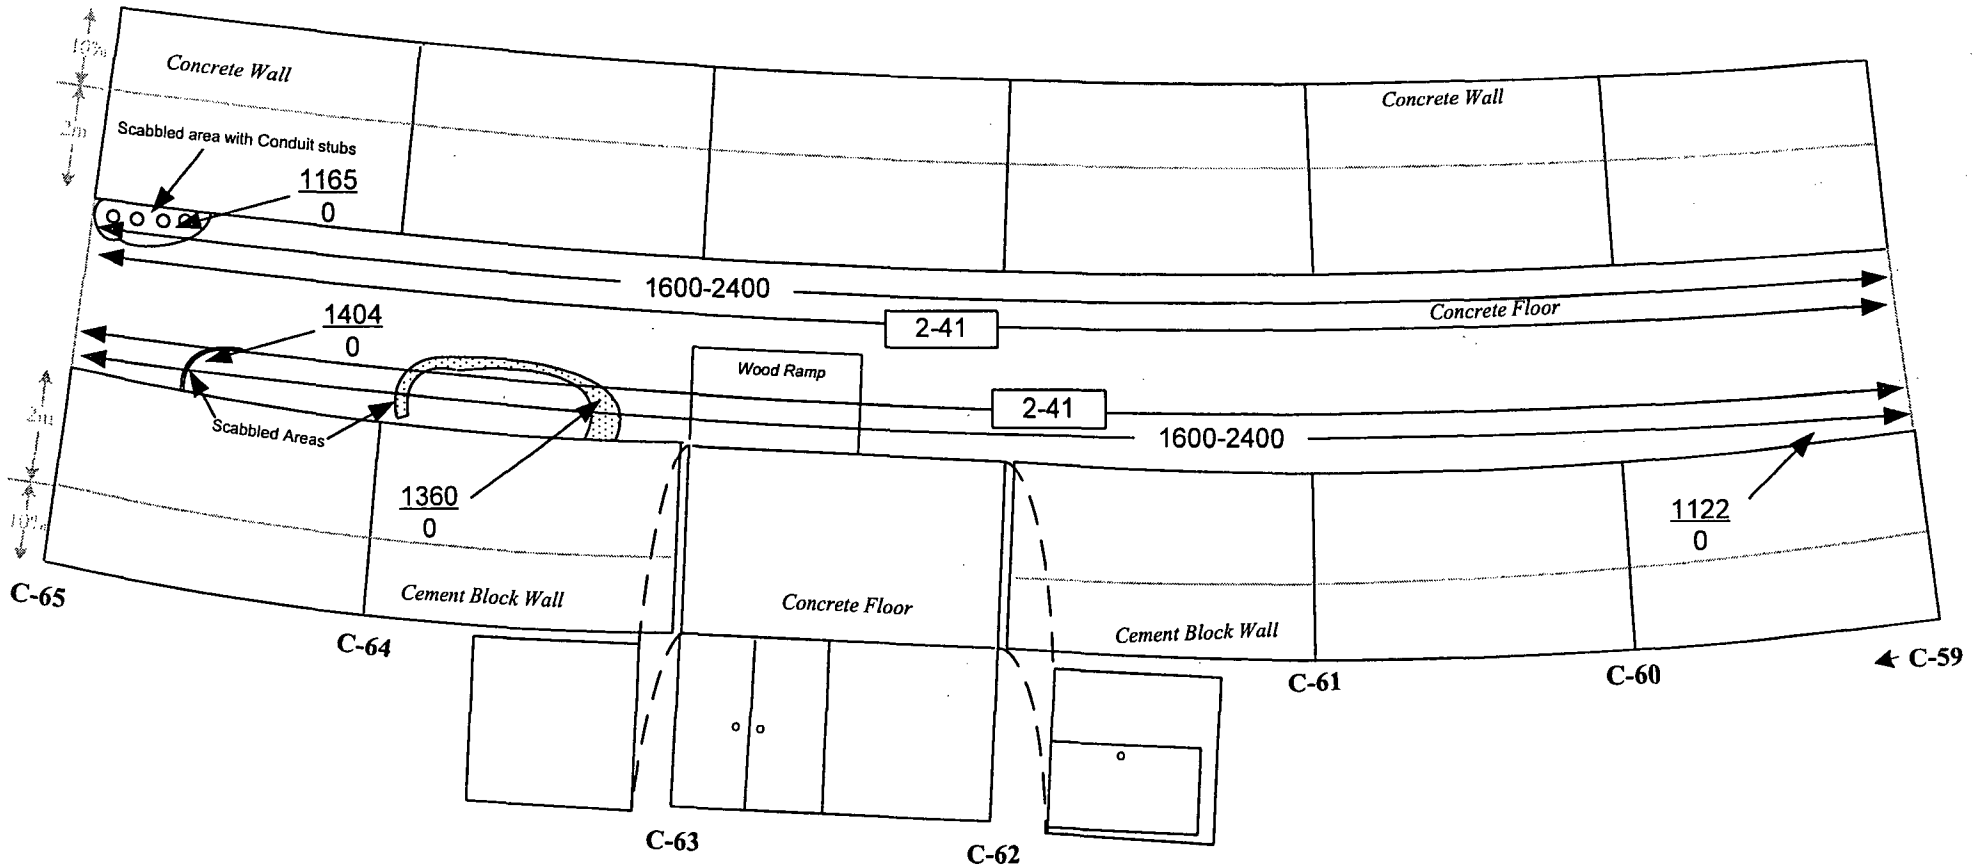 10%
Concrete Wall
Concrete Wall
2m
Scabbled area with Conduit stubs
1165
0
1600-2400
Concrete Floor
1404
0
2-41
Wood Ramp
2m
2-41
Scabbled Areas
1600-2400
1360
0
1122
0
10%
C-65
Cement Block Wall
Concrete Floor
Cement Block Wall
C-64
C-59
C-60
C-61
C-63
C-62